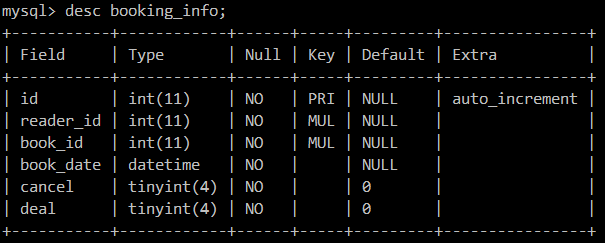 mysql> desc booking_info;
+-----------+------------+------+-----+---------+----------------+
| Field     | Type       | Null | Key | Default | Extra          |
+-----------+------------+------+-----+---------+----------------+
| id        | int(11)    | NO   | PRI | NULL    | auto_increment |
| reader_id | int(11)    | NO   | MUL | NULL    |                |
| book_id   | int(11)    | NO   | MUL | NULL    |                |
| book_date | datetime   | NO   |     | NULL    |                |
| cancel    | tinyint(4) | NO   |     | 0       |                |
| deal      | tinyint(4) | NO   |     | 0       |                |
+-----------+------------+------+-----+---------+----------------+